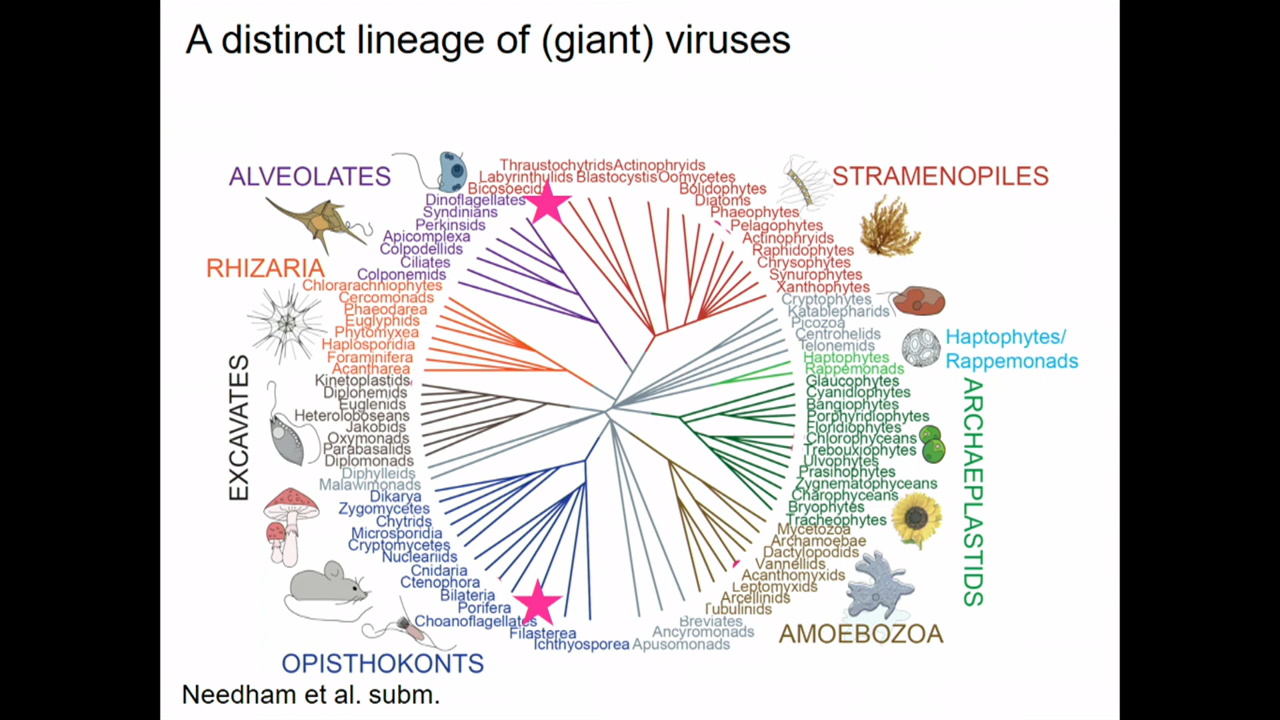 A distinct lineage of (giant) viruses
ALVEOLATES
STRAMENOPILES
RHIZARIA
Haptophytes/
Rappemonads
EXCAVATES
ARCHAEPLASTIDS
AMOEBOZOA
OPISTHOKONTS
Thraustochytrids
Labyrinthulids
Bicosoecids
Dinoflagellates
Syndinians
Perkinsids
Apicomplexa
Colpodellids
Ciliates
Colponemids
Chlorarachniophytes
Cercomonads
Phaeodarea
Euglyphids
Phytomyxea
Haplosporidia
Foraminifera
Acantharea
Kinetoplastids
Diplonemids
Euglenids
Heteroloboseans
Jakobids
Oxymonads
Parabasalids
Diplomonads
Diphylleids
Malawimonads
Dikarya
Zygomycetes
Chytrids
Microsporidia
Cryptomycetes
Nucleariids
Cnidaria
Ctenophora
Bilateria
Porifera
Choanoflagellates
Filasterea
Ichthyosporea
Actinophryids
Blastocystis
Oomycetes
Bolidophytes
Diatoms
Phaeophytes
Pelagophytes
Actinophryids
Raphidophytes
Chrysophytes
Synurophytes
Xanthophytes
Cryptophytes
Katablepharids
Picozoa
Centrohelids
Telonemids
Haptophytes
Rappemonads
Glaucophytes
Cyanidiophytes
Bangiophytes
Porphyridiophytes
Floridiophytes
Chlorophyceans
Trebouxiophytes
Ulvophytes
Prasihophytes
Zygnematophyceans
Charophyceans
Bryophytes
Tracheophytes
Mycetozoa
Archamoebae
Dactylopodids
Vannellids
Acanthomyxids
Leptomyxids
Arcellinids
Tubulinids
Breviates
Ancyromonads
Apusomonads
Needham et al. subm.